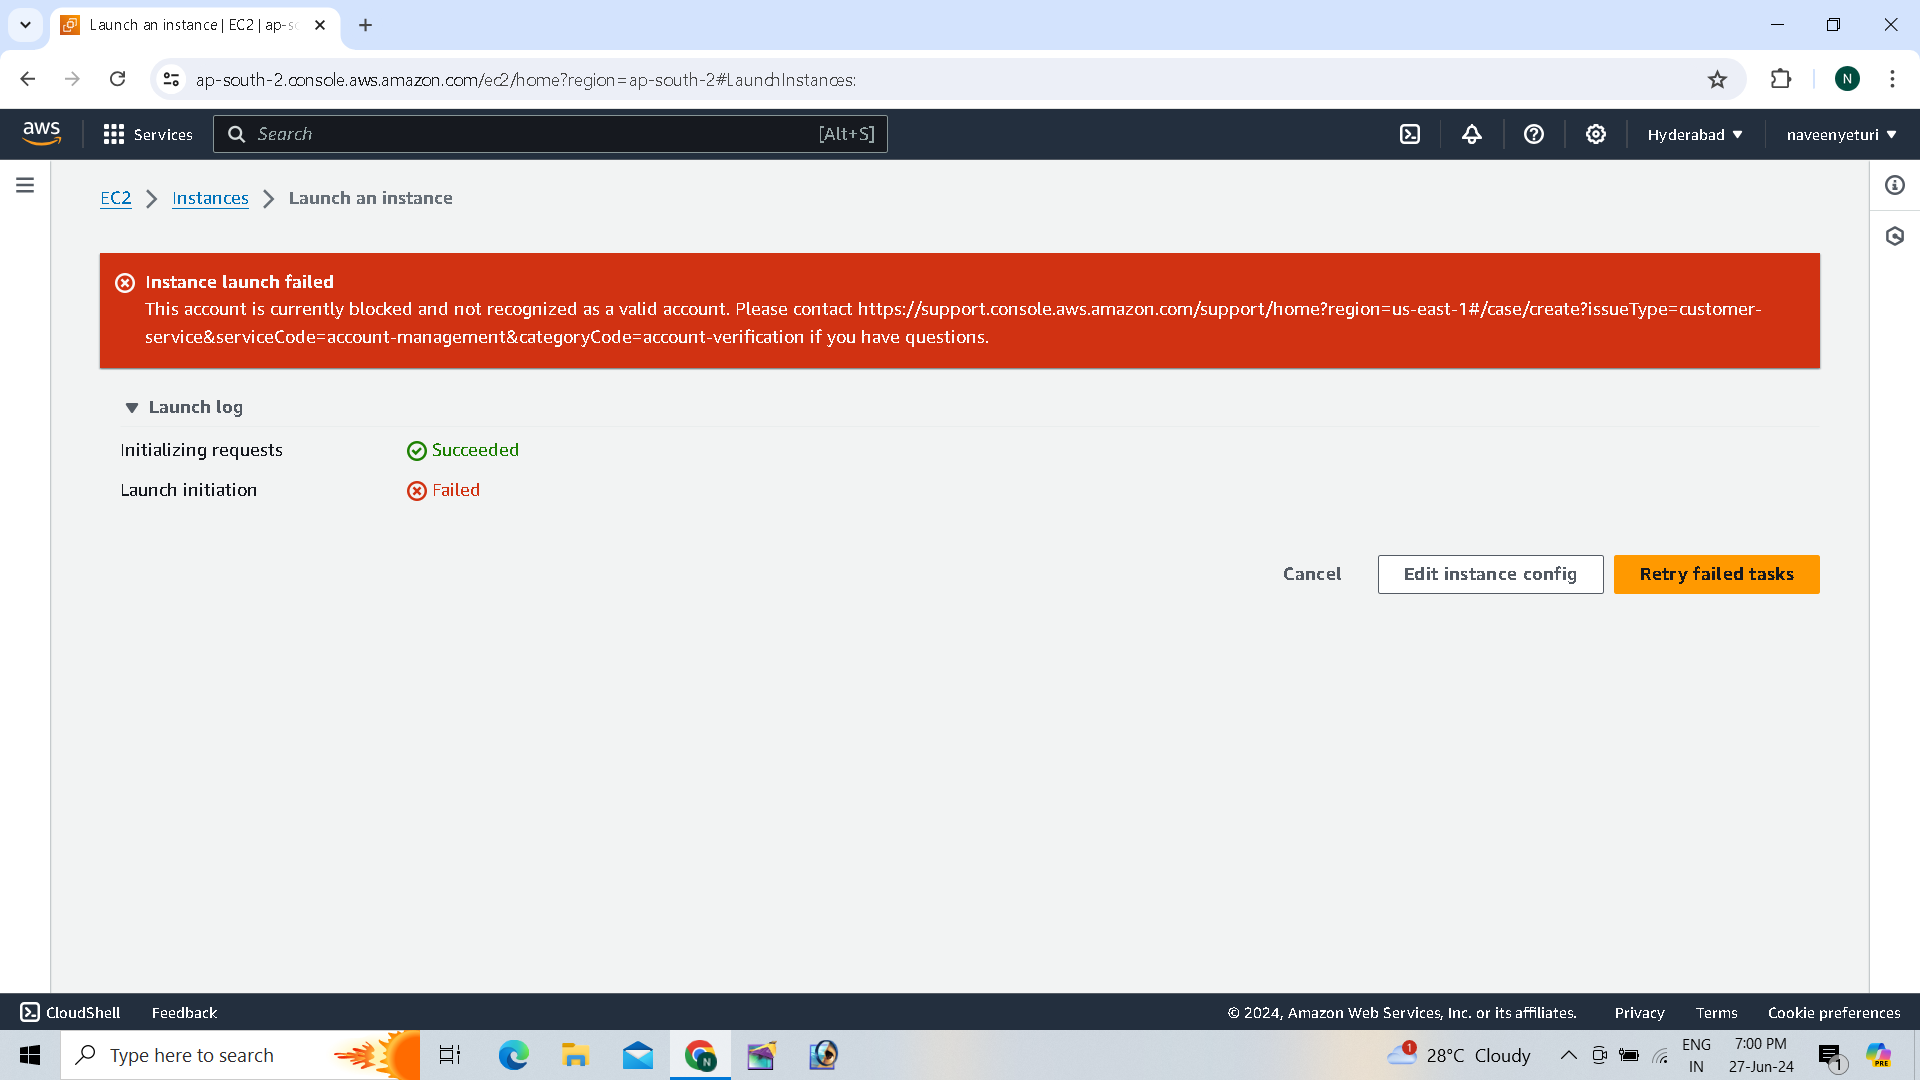 Launch an instance | EC2 | ap-so
ap-south-2.console.aws.amazon.com/ec2/home?region=ap-south-2#LaunchInstances:
N
aws
Services
Search
[Alt+S]
Hyderabad
naveenyeturi
EC2
Instances
Launch an instance
Instance launch failed
This account is currently blocked and not recognized as a valid account. Please contact https://support.console.aws.amazon.com/support/home?region=us-east-1#/case/create?issueType=customer-
service&serviceCode=account-management&categoryCode=account-verification if you have questions.
Launch log
Initializing requests
Succeeded
Launch initiation
Failed
Cancel
Edit instance config
Retry failed tasks
CloudShell
Feedback
© 2024, Amazon Web Services, Inc. or its affiliates.
Privacy
Terms
Cookie preferences
Type here to search
N
1
28°C Cloudy
ENG
IN
7:00 PM
27-Jun-24
1
PRE